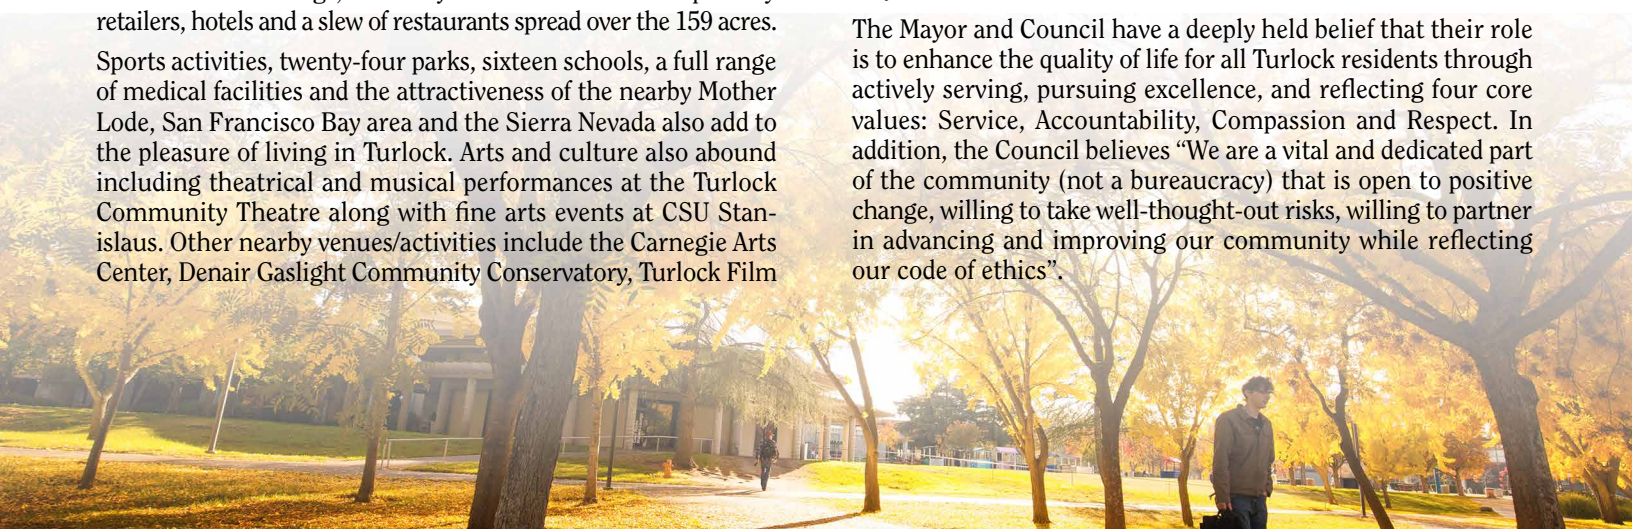 retailers, hotels and a slew of restaurants spread over the 159 acres.
Sports activities, twenty-four parks, sixteen schools, a full range
of medical facilities and the attractiveness of the nearby Mother
Lode, San Francisco Bay area and the Sierra Nevada also add to
the pleasure of living in Turlock. Arts and culture also abound
including theatrical and musical performances at the Turlock
Community Theatre along with fine arts events at CSU Stan-
islaus. Other nearby venues/activities include the Carnegie Arts
Center, Denair Gaslight Community Conservatory, Turlock Film
The Mayor and Council have a deeply held belief that their role
is to enhance the quality of life for all Turlock residents through
actively serving, pursuing excellence, and reflecting four core
values: Service, Accountability, Compassion and Respect. In
addition, the Council believes “We are a vital and dedicated part
of the community (not a bureaucracy) that is open to positive
change, willing to take well-thought-out risks, willing to partner
in advancing and improving our community while reflecting
our code of ethics”.